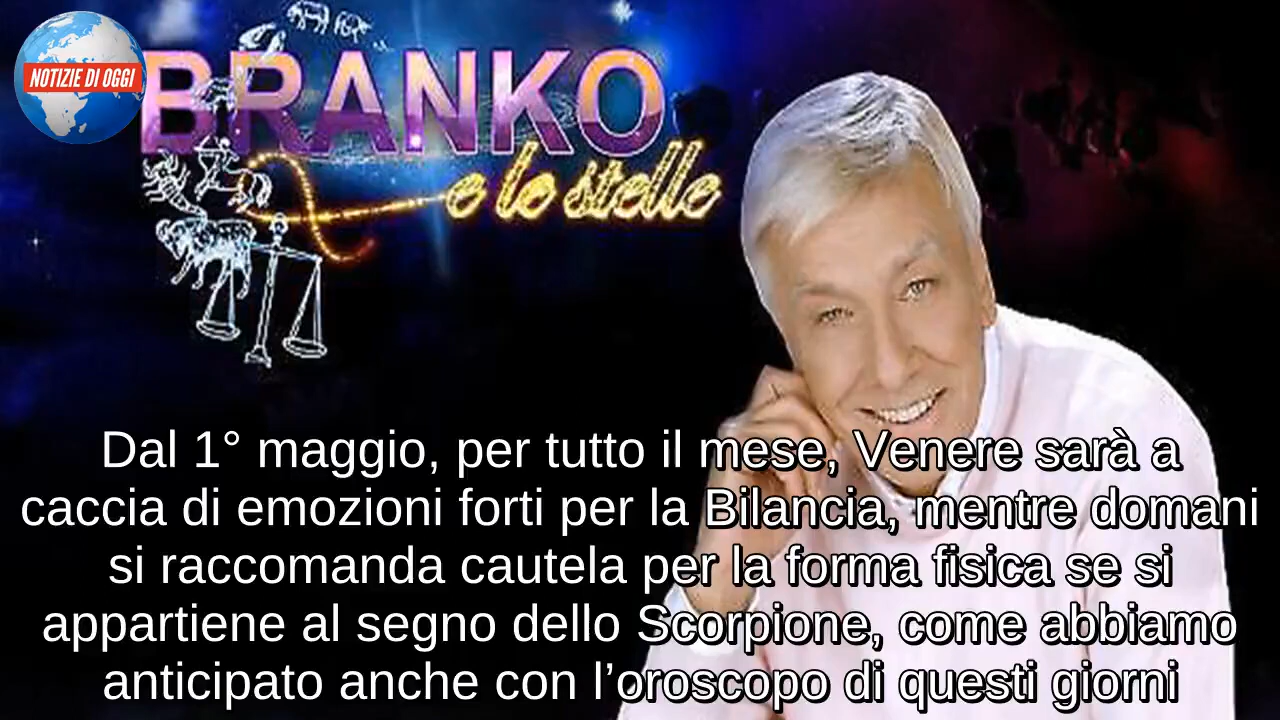 NOTIZIE DI OGGI
BRANKO
e le stelle
Dal 1° maggio, per tutto il mese, Venere sarà a
caccia di emozioni forti per la Bilancia, mentre domani
si raccomanda cautela per la forma fisica se si
appartiene al segno dello Scorpione, come abbiamo
anticipato anche con l’oroscopo di questi giorni